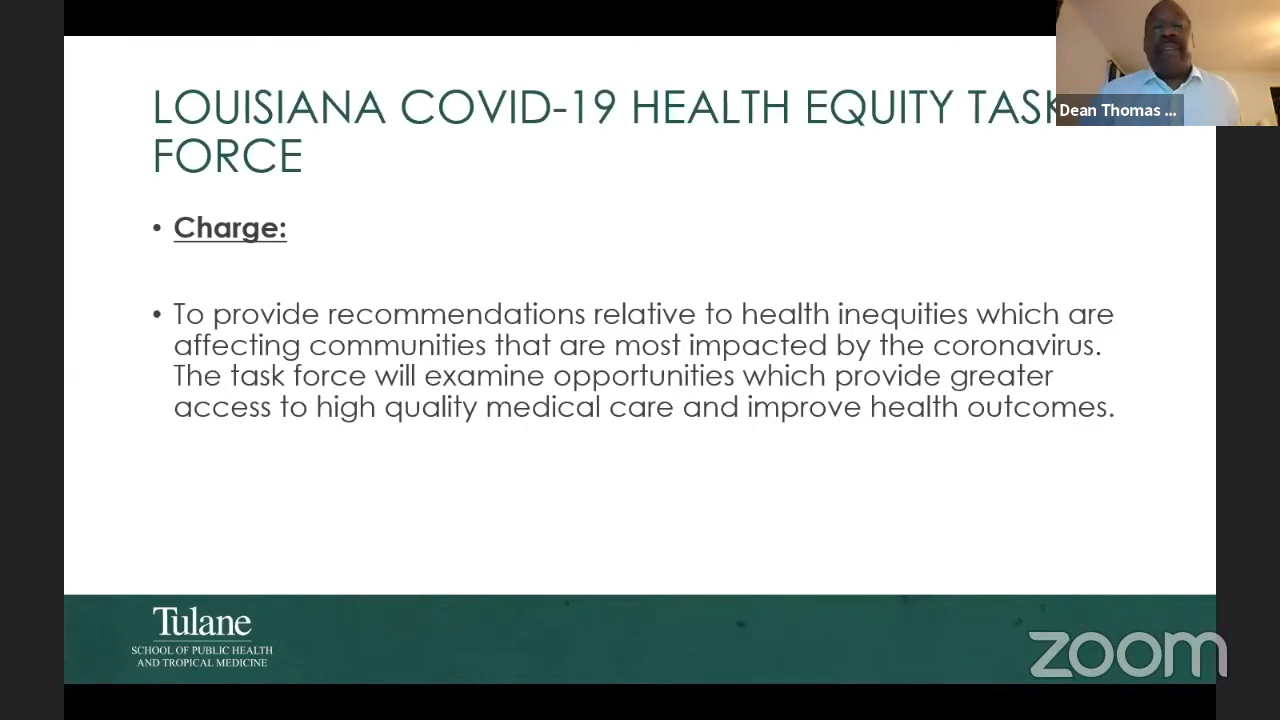 LOUISIANA COVID-19 HEALTH EQUITY TASK
FORCE
Dean Thomas ...
• Charge:
• To provide recommendations relative to health inequities which are
affecting communities that are most impacted by the coronavirus.
The task force will examine opportunities which provide greater
access to high quality medical care and improve health outcomes.
Tulane
SCHOOL OF PUBLIC HEALTH
AND TROPICAL MEDICINE
zoom